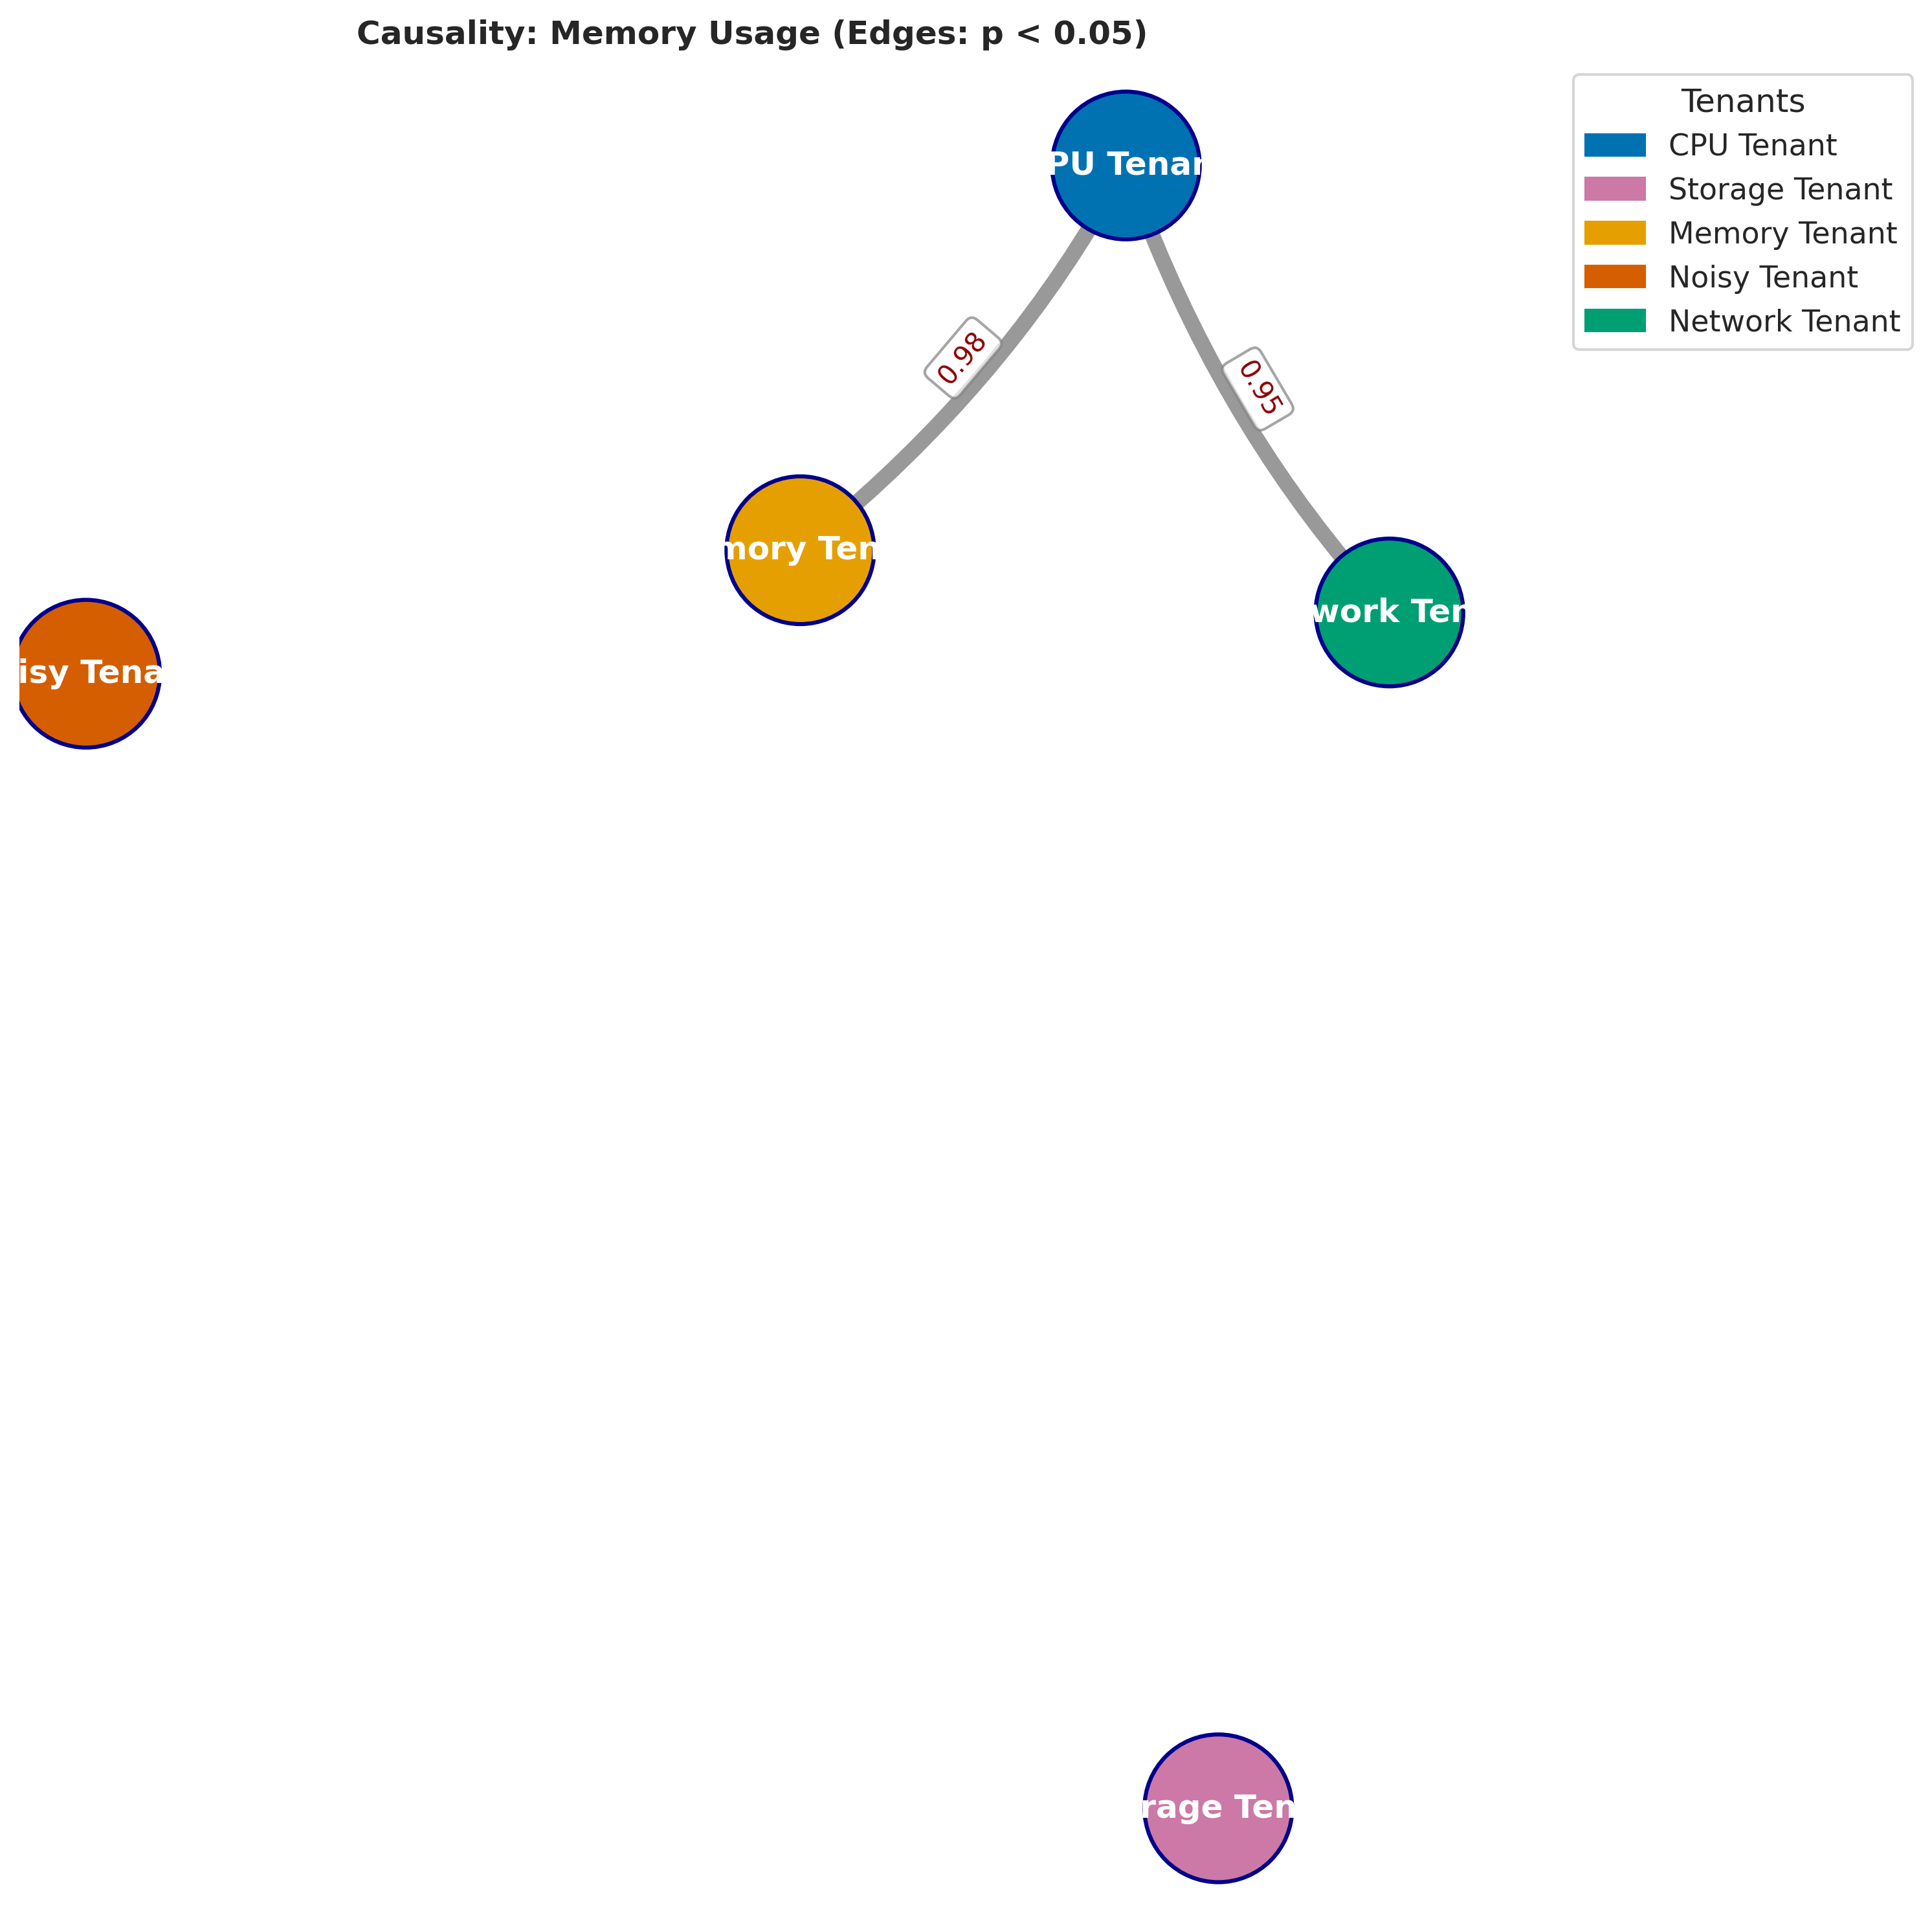 Causality: Memory Usage (Edges: p < 0.05)
Tenants
CPU Tenant
Storage Tenant
Memory Tenant
Noisy Tenant
Network Tenant
PU Tenan
0.98
0.95
mory Ten
work Ten
isy Tena
rage Ten